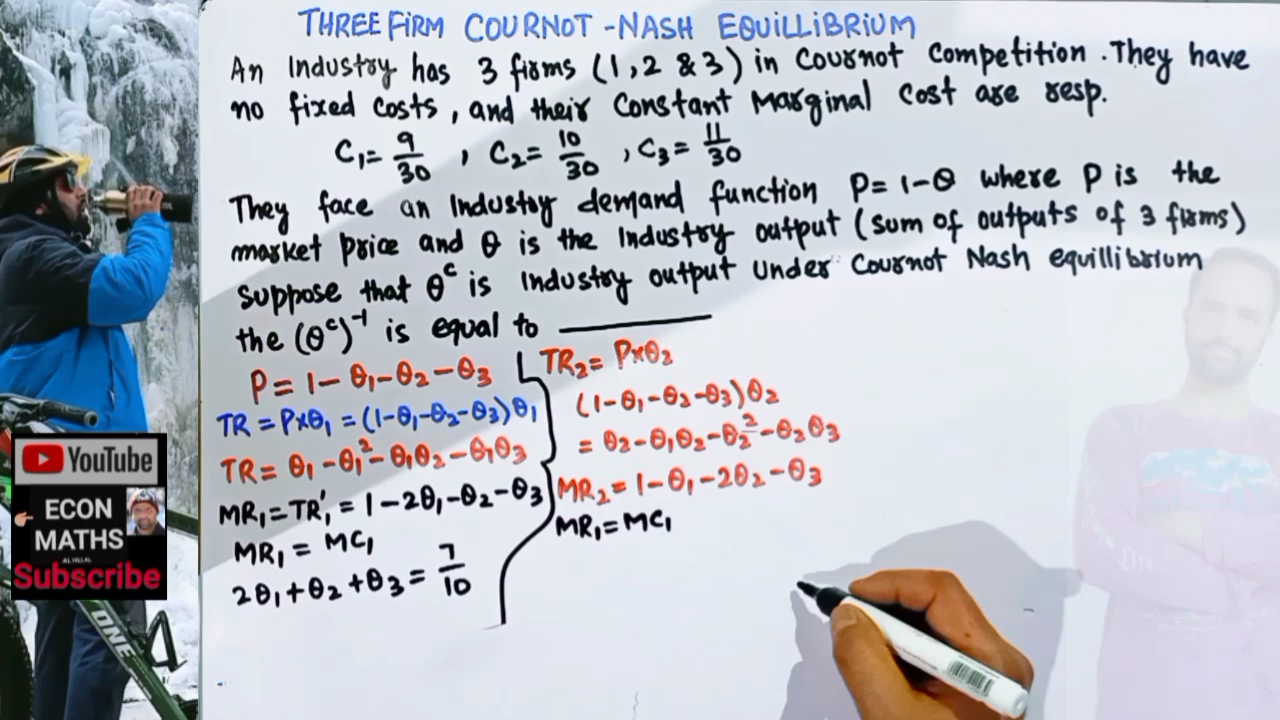 THREE FIRM COURNOT-NASH EQUILLIBRIUM
An Industry has 3 firms (1,2 & 3) in Cournot Competition. They have
no fixed costs, and their Constant Marginal Cost are resp.
C₁= 9/30 , C₂= 10/30 , C₃= 11/30
They face an Industry demand function P= 1-θ where P is the
market price and θ is the Industry output (sum of outputs of 3 firms)
Suppose that θᶜ is Industry output Under Cournot Nash equillibrium
the (θᶜ)⁻¹ is equal to ______
P= 1- θ₁-θ₂-θ₃
TR = P×θ₁ = (1-θ₁-θ₂-θ₃)θ₁
TR= θ₁-θ₁²-θ₁θ₂-θ₁θ₃
MR₁=TR₁' = 1-2θ₁-θ₂-θ₃
MR₁ = MC₁
2θ₁+θ₂+θ₃ = 7/10
TR₂= P×θ₂
(1-θ₁-θ₂-θ₃)θ₂
= θ₂-θ₁θ₂-θ₂²-θ₂θ₃
MR₂=1-θ₁-2θ₂-θ₃
MR₁=MC₁
YouTube
ECON
MATHS
Subscribe
ONE